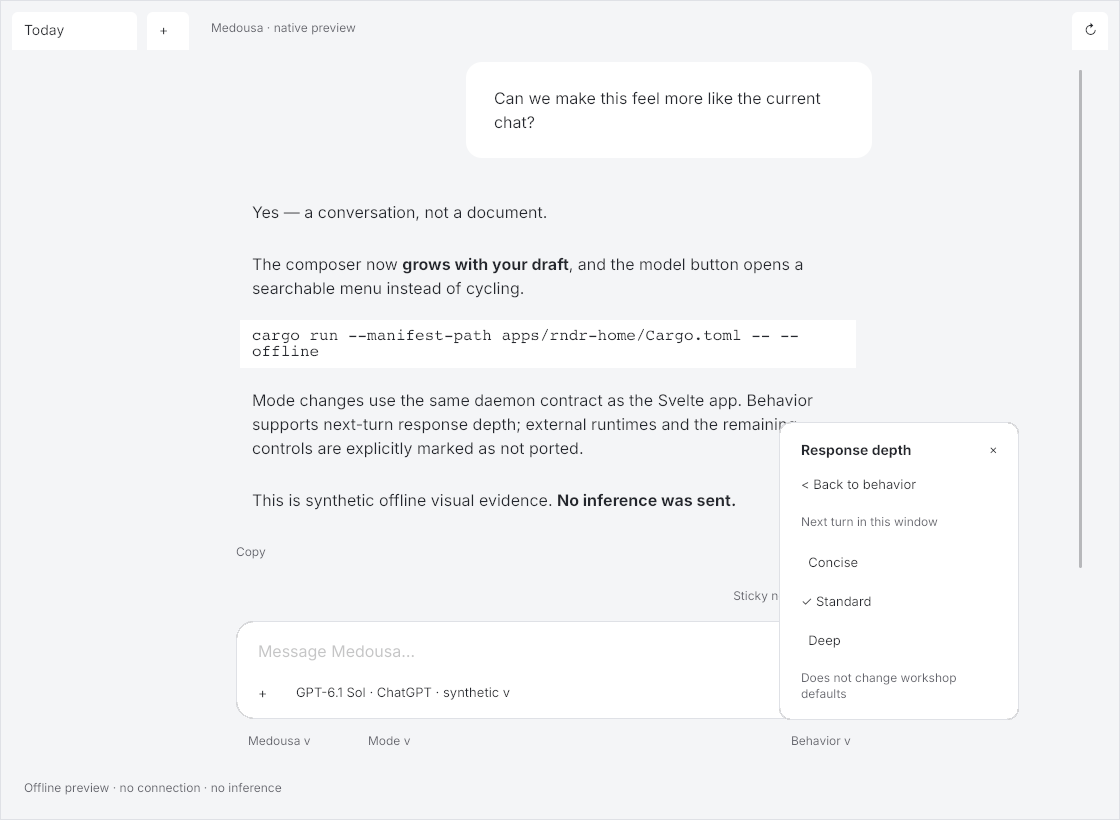 Today
+
Medousa · native preview
Can we make this feel more like the current
chat?
Yes — a conversation, not a document.
The composer now grows with your draft, and the model button opens a
searchable menu instead of cycling.
cargo run --manifest-path apps/rndr-home/Cargo.toml -- --
offline
Mode changes use the same daemon contract as the Svelte app. Behavior
supports next-turn response depth; external runtimes and the remaining
controls are explicitly marked as not ported.
This is synthetic offline visual evidence. No inference was sent.
Copy
Sticky n
Response depth ×
< Back to behavior
Next turn in this window
Concise
✓ Standard
Deep
Does not change workshop
defaults
Message Medousa...
+ GPT-6.1 Sol · ChatGPT · synthetic v
Medousa v Mode v Behavior v
Offline preview · no connection · no inference